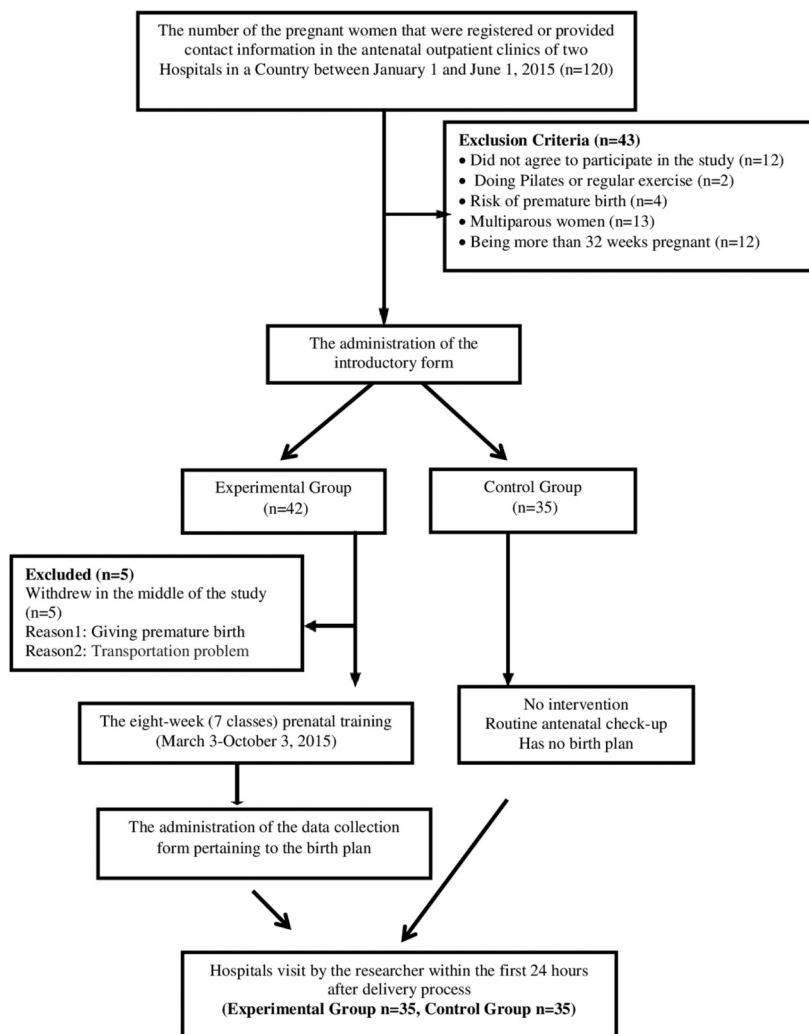 The number of the pregnant women that were registered or provided
contact information in the antenatal outpatient clinics of two
Hospitals in a Country between January 1 and June 1, 2015 (n=120)
Exclusion Criteria (n=43)
• Did not agree to participate in the study (n=12)
• Doing Pilates or regular exercise (n=2)
• Risk of premature birth (n=4)
• Multiparous women (n=13)
• Being more than 32 weeks pregnant (n=12)
The administration of the
introductory form
Experimental Group
(n=42)
Control Group
(n=35)
Excluded (n=5)
Withdrew in the middle of the study
(n=5)
Reason1: Giving premature birth
Reason2: Transportation problem
The eight-week (7 classes) prenatal training
(March 3-October 3, 2015)
No intervention
Routine antenatal check-up
Has no birth plan
The administration of the data collection
form pertaining to the birth plan
Hospitals visit by the researcher within the first 24 hours
after delivery process
(Experimental Group n=35, Control Group n=35)